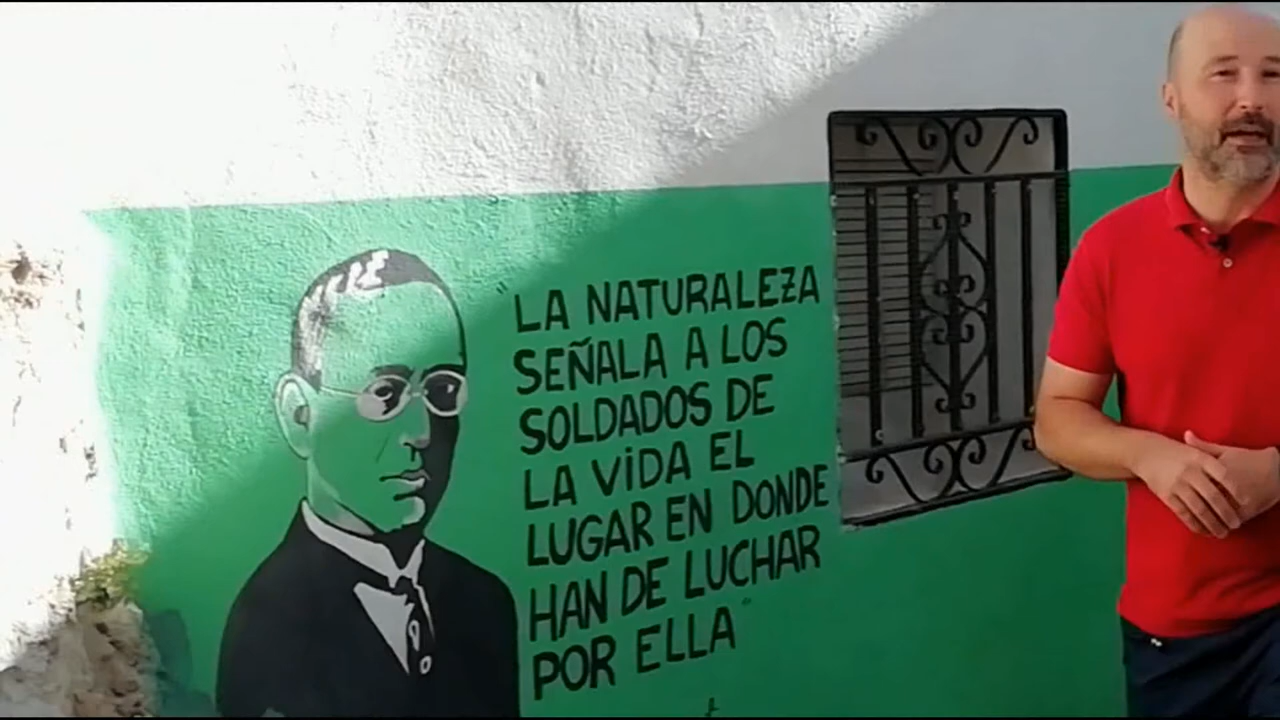 "LA NATURALEZA
SEÑALA A LOS
SOLDADOS DE
LA VIDA EL
LUGAR EN DONDE
HAN DE LUCHAR
POR ELLA"